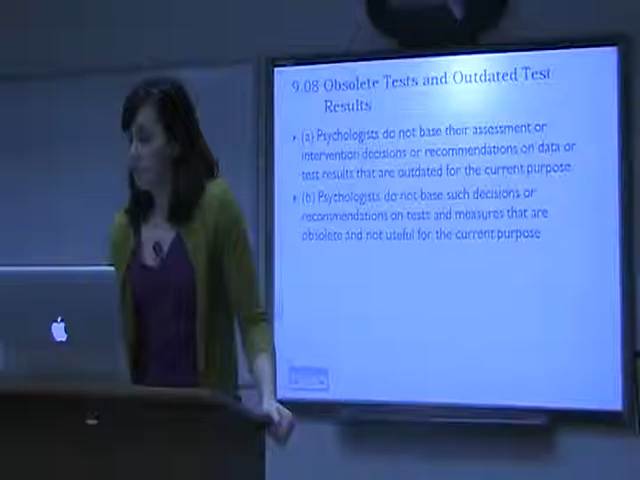 9.08 Obsolete Tests and Outdated Test
Results
(a) Psychologists do not base their assessment or
intervention decisions or recommendations on data or
test results that are outdated for the current purpose
(b) Psychologists do not base such decisions or
recommendations on tests and measures that are
obsolete and not useful for the current purpose